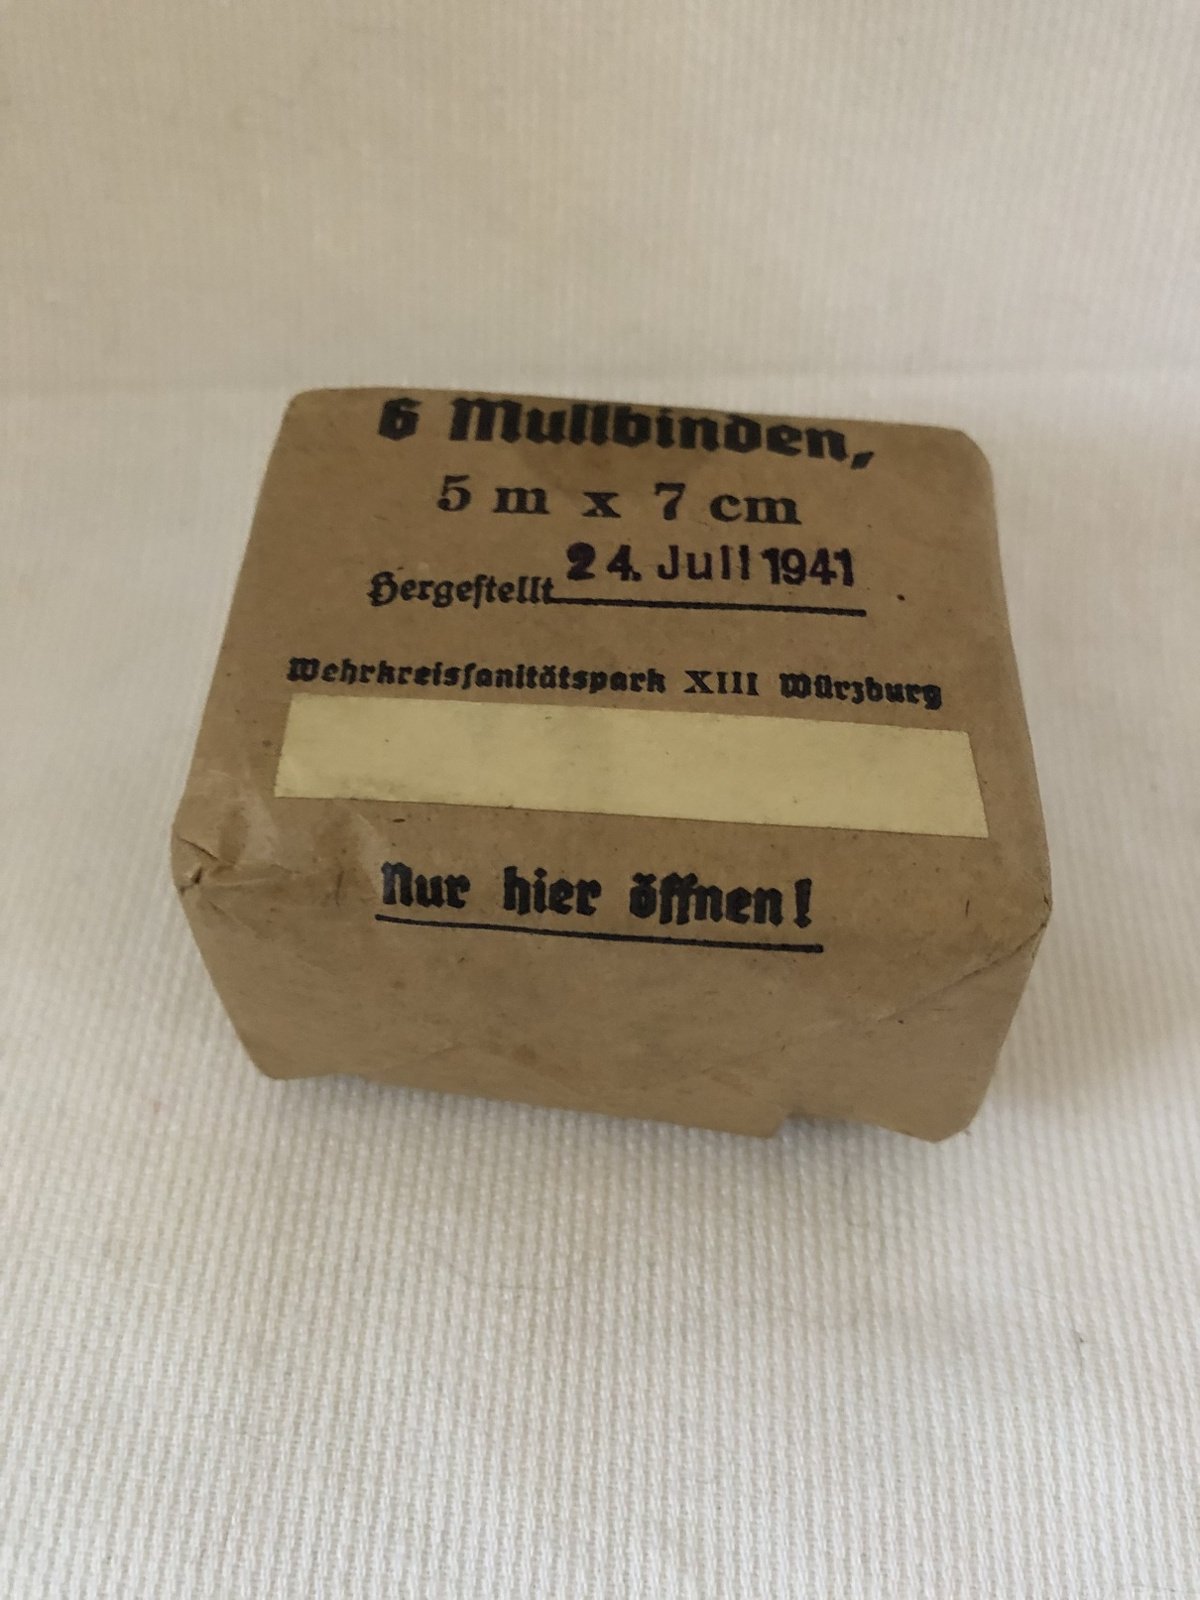 6 Mullbinden,
5 m x 7 cm
Hergeſtellt 24. Juli 1941
Wehrkreisſanitätspark XIII Würzburg
Nur hier öffnen!